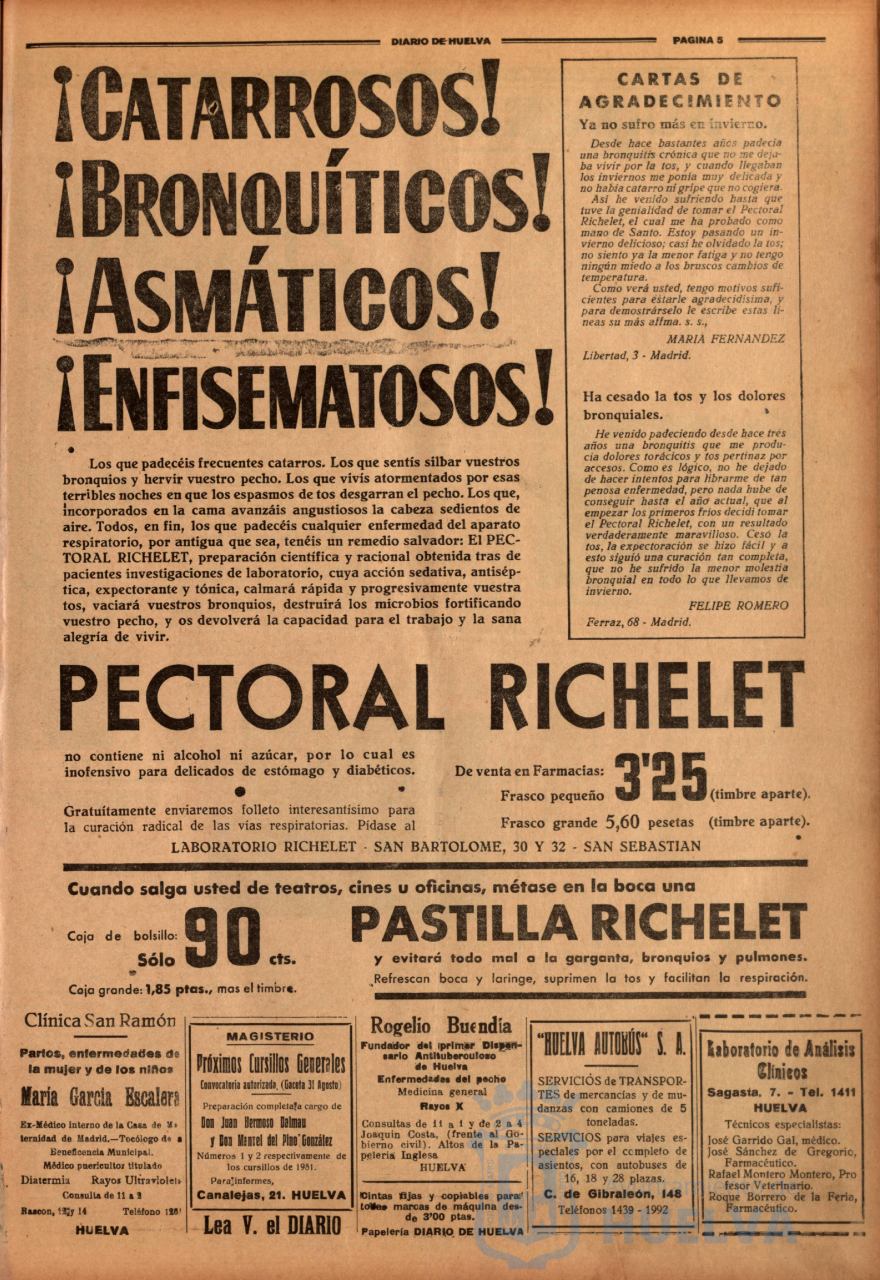 DIARIO DE HUELVA
PAGINA 5
¡CATARROSOS!
¡BRONQUÍTICOS!
¡ASMÁTICOS!
¡ENFISEMATOSOS!
Los que padecéis frecuentes catarros. Los que sentís silbar vuestros
bronquios y hervir vuestro pecho. Los que vivís atormentados por esas
terribles noches en que los espasmos de tos desgarran el pecho. Los que,
incorporados en la cama avanzáis angustiosos la cabeza sedientos de
aire. Todos, en fin, los que padecéis cualquier enfermedad del aparato
respiratorio, por antigua que sea, tenéis un remedio salvador: El PEC-
TORAL RICHELET, preparación científica y racional obtenida tras de
pacientes investigaciones de laboratorio, cuya acción sedativa, antisép-
tica, expectorante y tónica, calmará rápida y progresivamente vuestra
tos, vaciará vuestros bronquios, destruirá los microbios fortificando
vuestro pecho, y os devolverá la capacidad para el trabajo y la sana
alegría de vivir.
CARTAS DE
AGRADECIMIENTO
Ya no sufro más en invierno.
Desde hace bastantes años padecía
una bronquitis crónica que no me deja-
ba vivir por la tos, y cuando llegaban
los inviernos me ponía muy delicada y
no había catarro ni gripe que no cogiera.
Así he venido sufriendo hasta que
tuve la genialidad de tomar el Pectoral
Richelet, el cual me ha probado como
mano de Santo. Estoy pasando un in-
vierno delicioso; casi he olvidado la tos;
no siento ya la menor fatiga y no tengo
ningún miedo a los bruscos cambios de
temperatura.
Como verá usted, tengo motivos sufi-
cientes para estarle agradecidísima, y
para demostrárselo le escribe estas lí-
neas su más affma. s. s.,
MARIA FERNANDEZ
Libertad, 3 - Madrid.
Ha cesado la tos y los dolores
bronquiales.
He venido padeciendo desde hace tres
años una bronquitis que me produ-
cía dolores torácicos y tos pertinaz por
accesos. Como es lógico, no he dejado
de hacer intentos para librarme de tan
penosa enfermedad, pero nada hube de
conseguir hasta el año actual, que al
empezar los primeros fríos decidí tomar
el Pectoral Richelet, con un resultado
verdaderamente maravilloso. Cesó la
tos, la expectoración se hizo fácil y a
esto siguió una curación tan completa,
que no he sufrido la menor molestia
bronquial en todo lo que llevamos de
invierno.
FELIPE ROMERO
Ferraz, 68 - Madrid.
PECTORAL RICHELET
no contiene ni alcohol ni azúcar, por lo cual es
inofensivo para delicados de estómago y diabéticos.
Gratuítamente enviaremos folleto interesantísimo para
la curación radical de las vías respiratorias. Pídase al
De venta en Farmacias:
Frasco pequeño 3'25 (timbre aparte).
Frasco grande 5,60 pesetas (timbre aparte).
LABORATORIO RICHELET - SAN BARTOLOME, 30 Y 32 - SAN SEBASTIAN
Cuando salga usted de teatros, cines u oficinas, métase en la boca una
Caja de bolsillo:
Sólo 90 cts.
Caja grande: 1,85 ptas., mas el timbre.
PASTILLA RICHELET
y evitará todo mal a la garganta, bronquios y pulmones.
Refrescan boca y laringe, suprimen la tos y facilitan la respiración.
Clínica San Ramón
Partos, enfermedades de
la mujer y de los niños
María García Escalera
Ex-Médico interno de la Casa de Ma
ternidad de Madrid.—Tocólogo de a
Beneficencia Municipal.
Médico puericultor titulado
Diatermia Rayos Ultravioleta
Consulta de 11 a 2
Rascon, 12 y 14 Teléfono 126
HUELVA
MAGISTERIO
Próximos Cursillos Generales
Convocatoria autorizada, (Gaceta 31 Agosto)
Preparación completa a cargo de
Don Juan Hermoso Dalmau
y Don Manuel del Pino González
Números 1 y 2 respectivamente de
los cursillos de 1931.
Para informes,
Canalejas, 21. HUELVA
Lea V. el DIARIO
Rogelio Buendía
Fundador del primer Dispen-
sario Antituberculoso
de Huelva
Enfermedades del pecho
Medicina general
Rayos X
Consultas de 11 a 1 y de 2 a 4
Joaquin Costa, (frente al Go-
bierno civil). Altos de la Pa-
pelería Inglesa
HUELVA
Cintas fijas y copiables para
todas marcas de máquina des-
de 3'00 ptas.
Papelería DIARIO DE HUELVA
"HUELVA AUTOBÚS" S. A.
SERVICIÓS de TRANSPOR-
TES de mercancías y de mu-
danzas con camiones de 5
toneladas.
SERVICIOS para viajes es-
peciales por el completo de
asientos, con autobuses de
16, 18 y 28 plazas.
C. de Gibraleón, 148
Teléfonos 1439 - 1992
Laboratorio de Análisis
Clínicos
Sagasta. 7. - Tel. 1411
HUELVA
Técnicos especialistas:
José Garrido Gal, médico.
José Sánchez de Gregorio,
Farmacéutico.
Rafael Montero Montero, Pro
fesor Veterinario.
Roque Borrero de la Feria,
Farmacéutico.
HUELVA